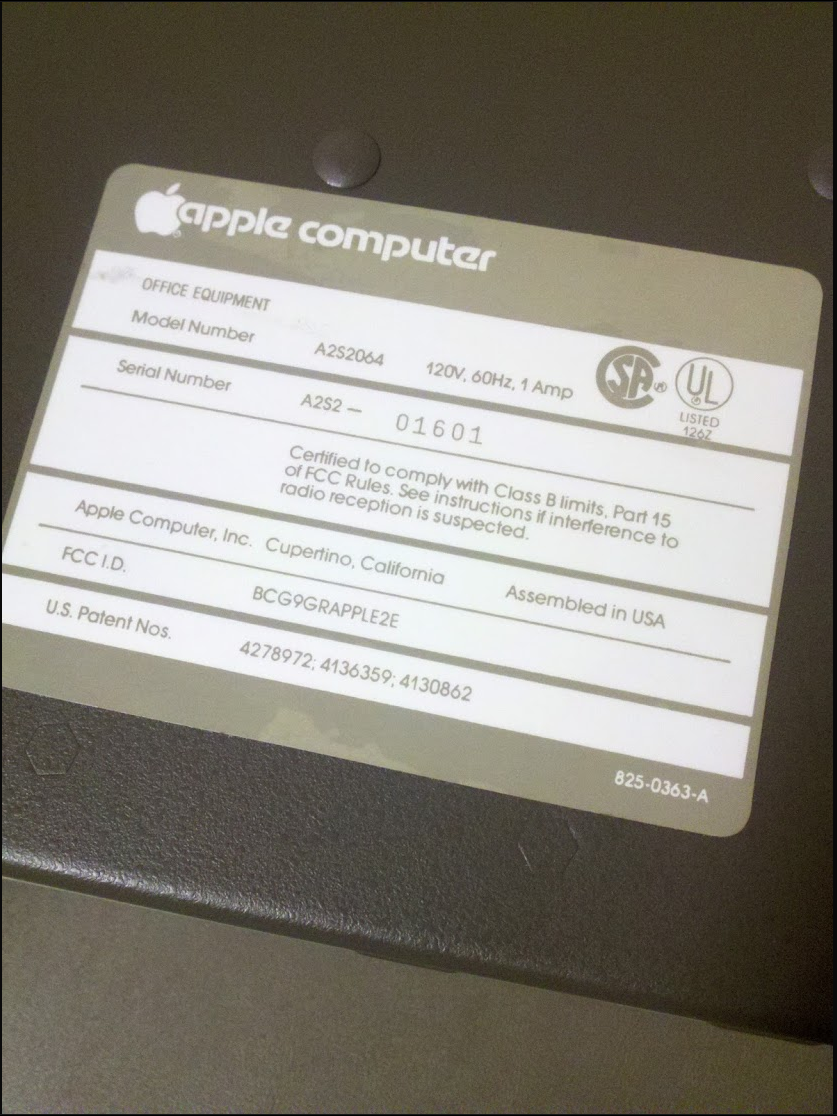 apple computer
OFFICE EQUIPMENT
Model Number A2S2064 120V, 60Hz, 1 Amp
SA ® UL ®
LISTED
126Z
Serial Number A2S2 – 01601
Certified to comply with Class B limits, Part 15
of FCC Rules. See instructions if interference to
radio reception is suspected.
Apple Computer, Inc. Cupertino, California Assembled in USA
FCC I.D. BCG9GRAPPLE2E
U.S. Patent Nos. 4278972; 4136359; 4130862
825-0363-A